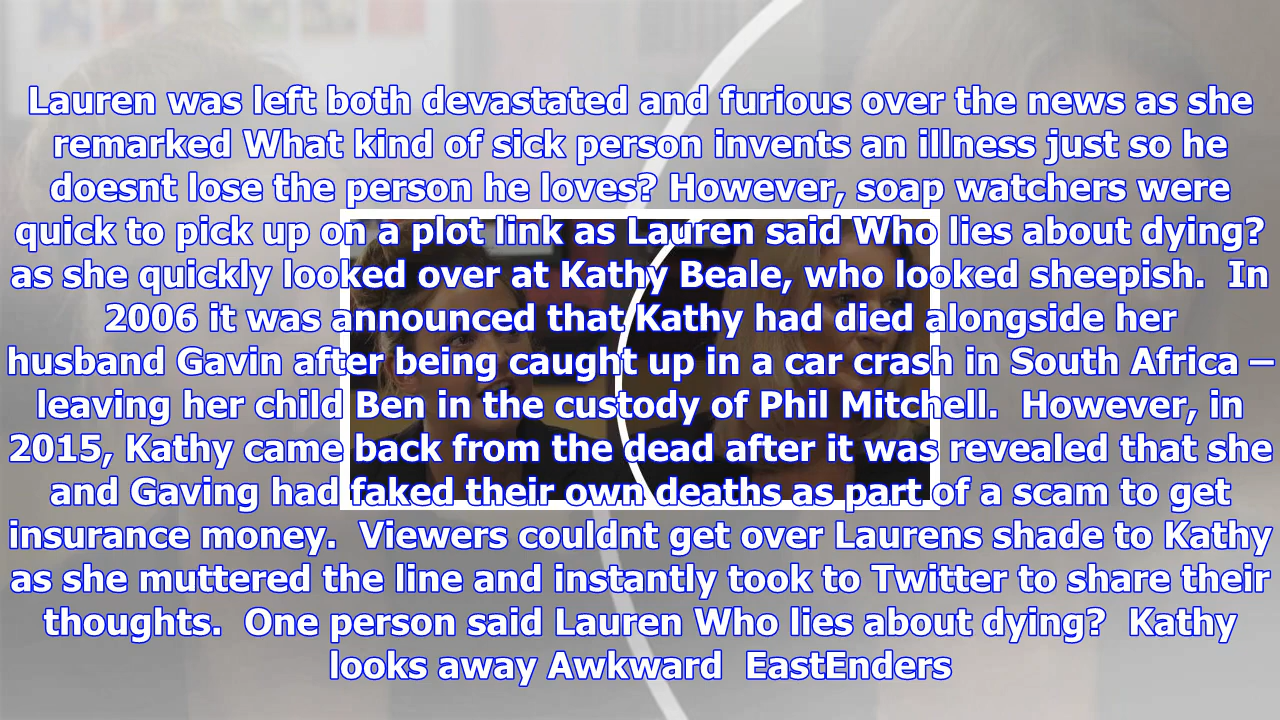 Lauren was left both devastated and furious over the news as she
remarked What kind of sick person invents an illness just so he
doesnt lose the person he loves? However, soap watchers were
quick to pick up on a plot link as Lauren said Who lies about dying?
as she quickly looked over at Kathy Beale, who looked sheepish.  In
2006 it was announced that Kathy had died alongside her
husband Gavin after being caught up in a car crash in South Africa –
leaving her child Ben in the custody of Phil Mitchell.  However, in
2015, Kathy came back from the dead after it was revealed that she
and Gaving had faked their own deaths as part of a scam to get
insurance money.  Viewers couldnt get over Laurens shade to Kathy
as she muttered the line and instantly took to Twitter to share their
thoughts.  One person said Lauren Who lies about dying?  Kathy
looks away Awkward  EastEnders